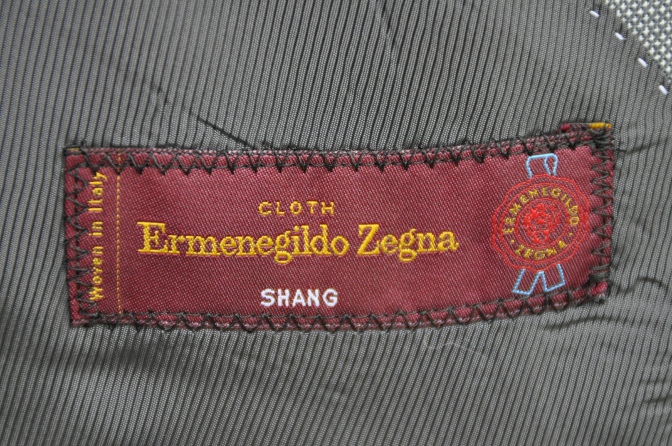 Woven in Italy
CLOTH
Ermenegildo Zegna
SHANG
ERMENEGILDO
ZEGNA